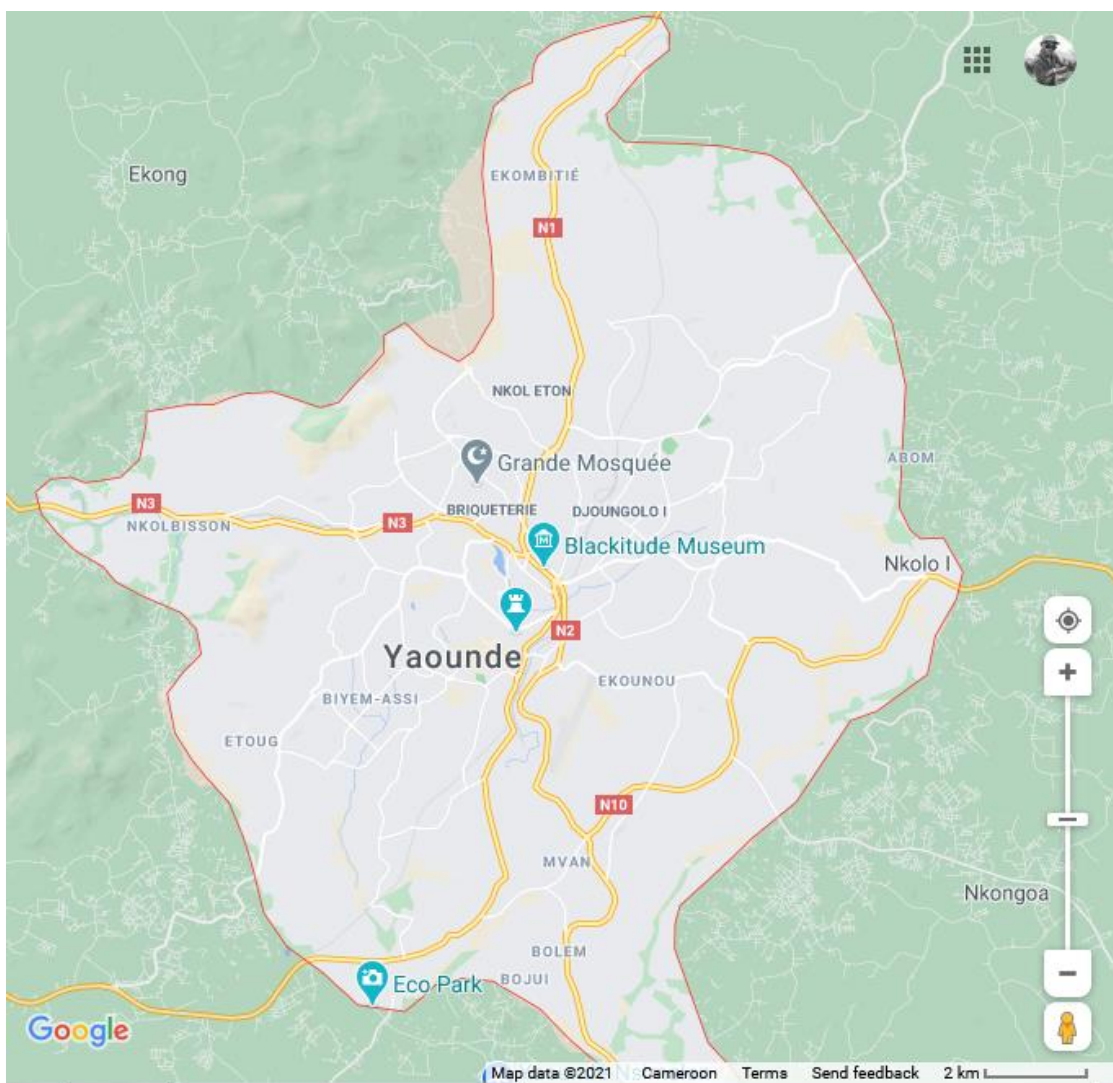 Ekong
EKOMBITIÉ
N1
NKOL ETON
Grande Mosquée
ABOM
N3
BRIQUETERIE
DJOUNGOLO I
N3
NKOLBISSON
Blackitude Museum
Nkolo I
N2
Yaounde
EKOUNOU
BIYEM-ASSI
ETOUG
N10
MVAN
Nkongoa
BOLEM
BOJUI
Eco Park
Google
Map data ©2021 Cameroon Terms Send feedback 2 km